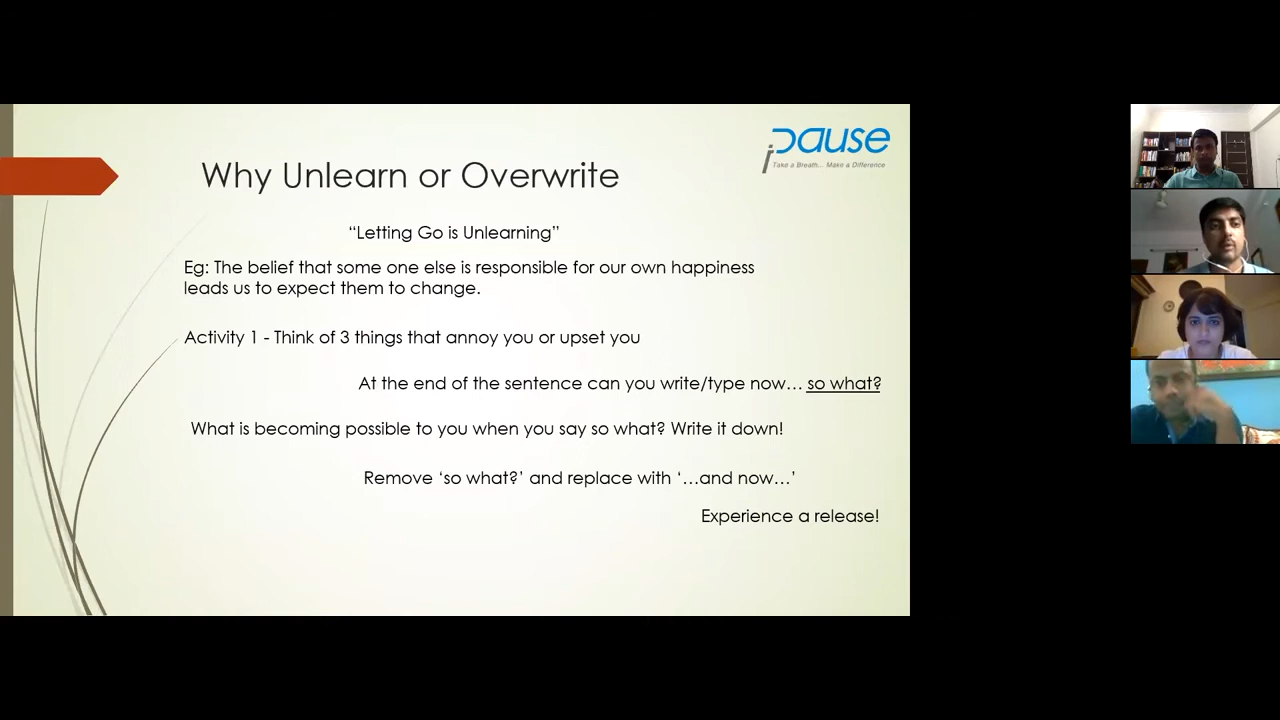 iPause
Take a Breath... Make a Difference
Why Unlearn or Overwrite
“Letting Go is Unlearning”
Eg: The belief that some one else is responsible for our own happiness
leads us to expect them to change.
Activity 1 - Think of 3 things that annoy you or upset you
At the end of the sentence can you write/type now… so what?
What is becoming possible to you when you say so what? Write it down!
Remove ‘so what?’ and replace with ‘…and now…’
Experience a release!